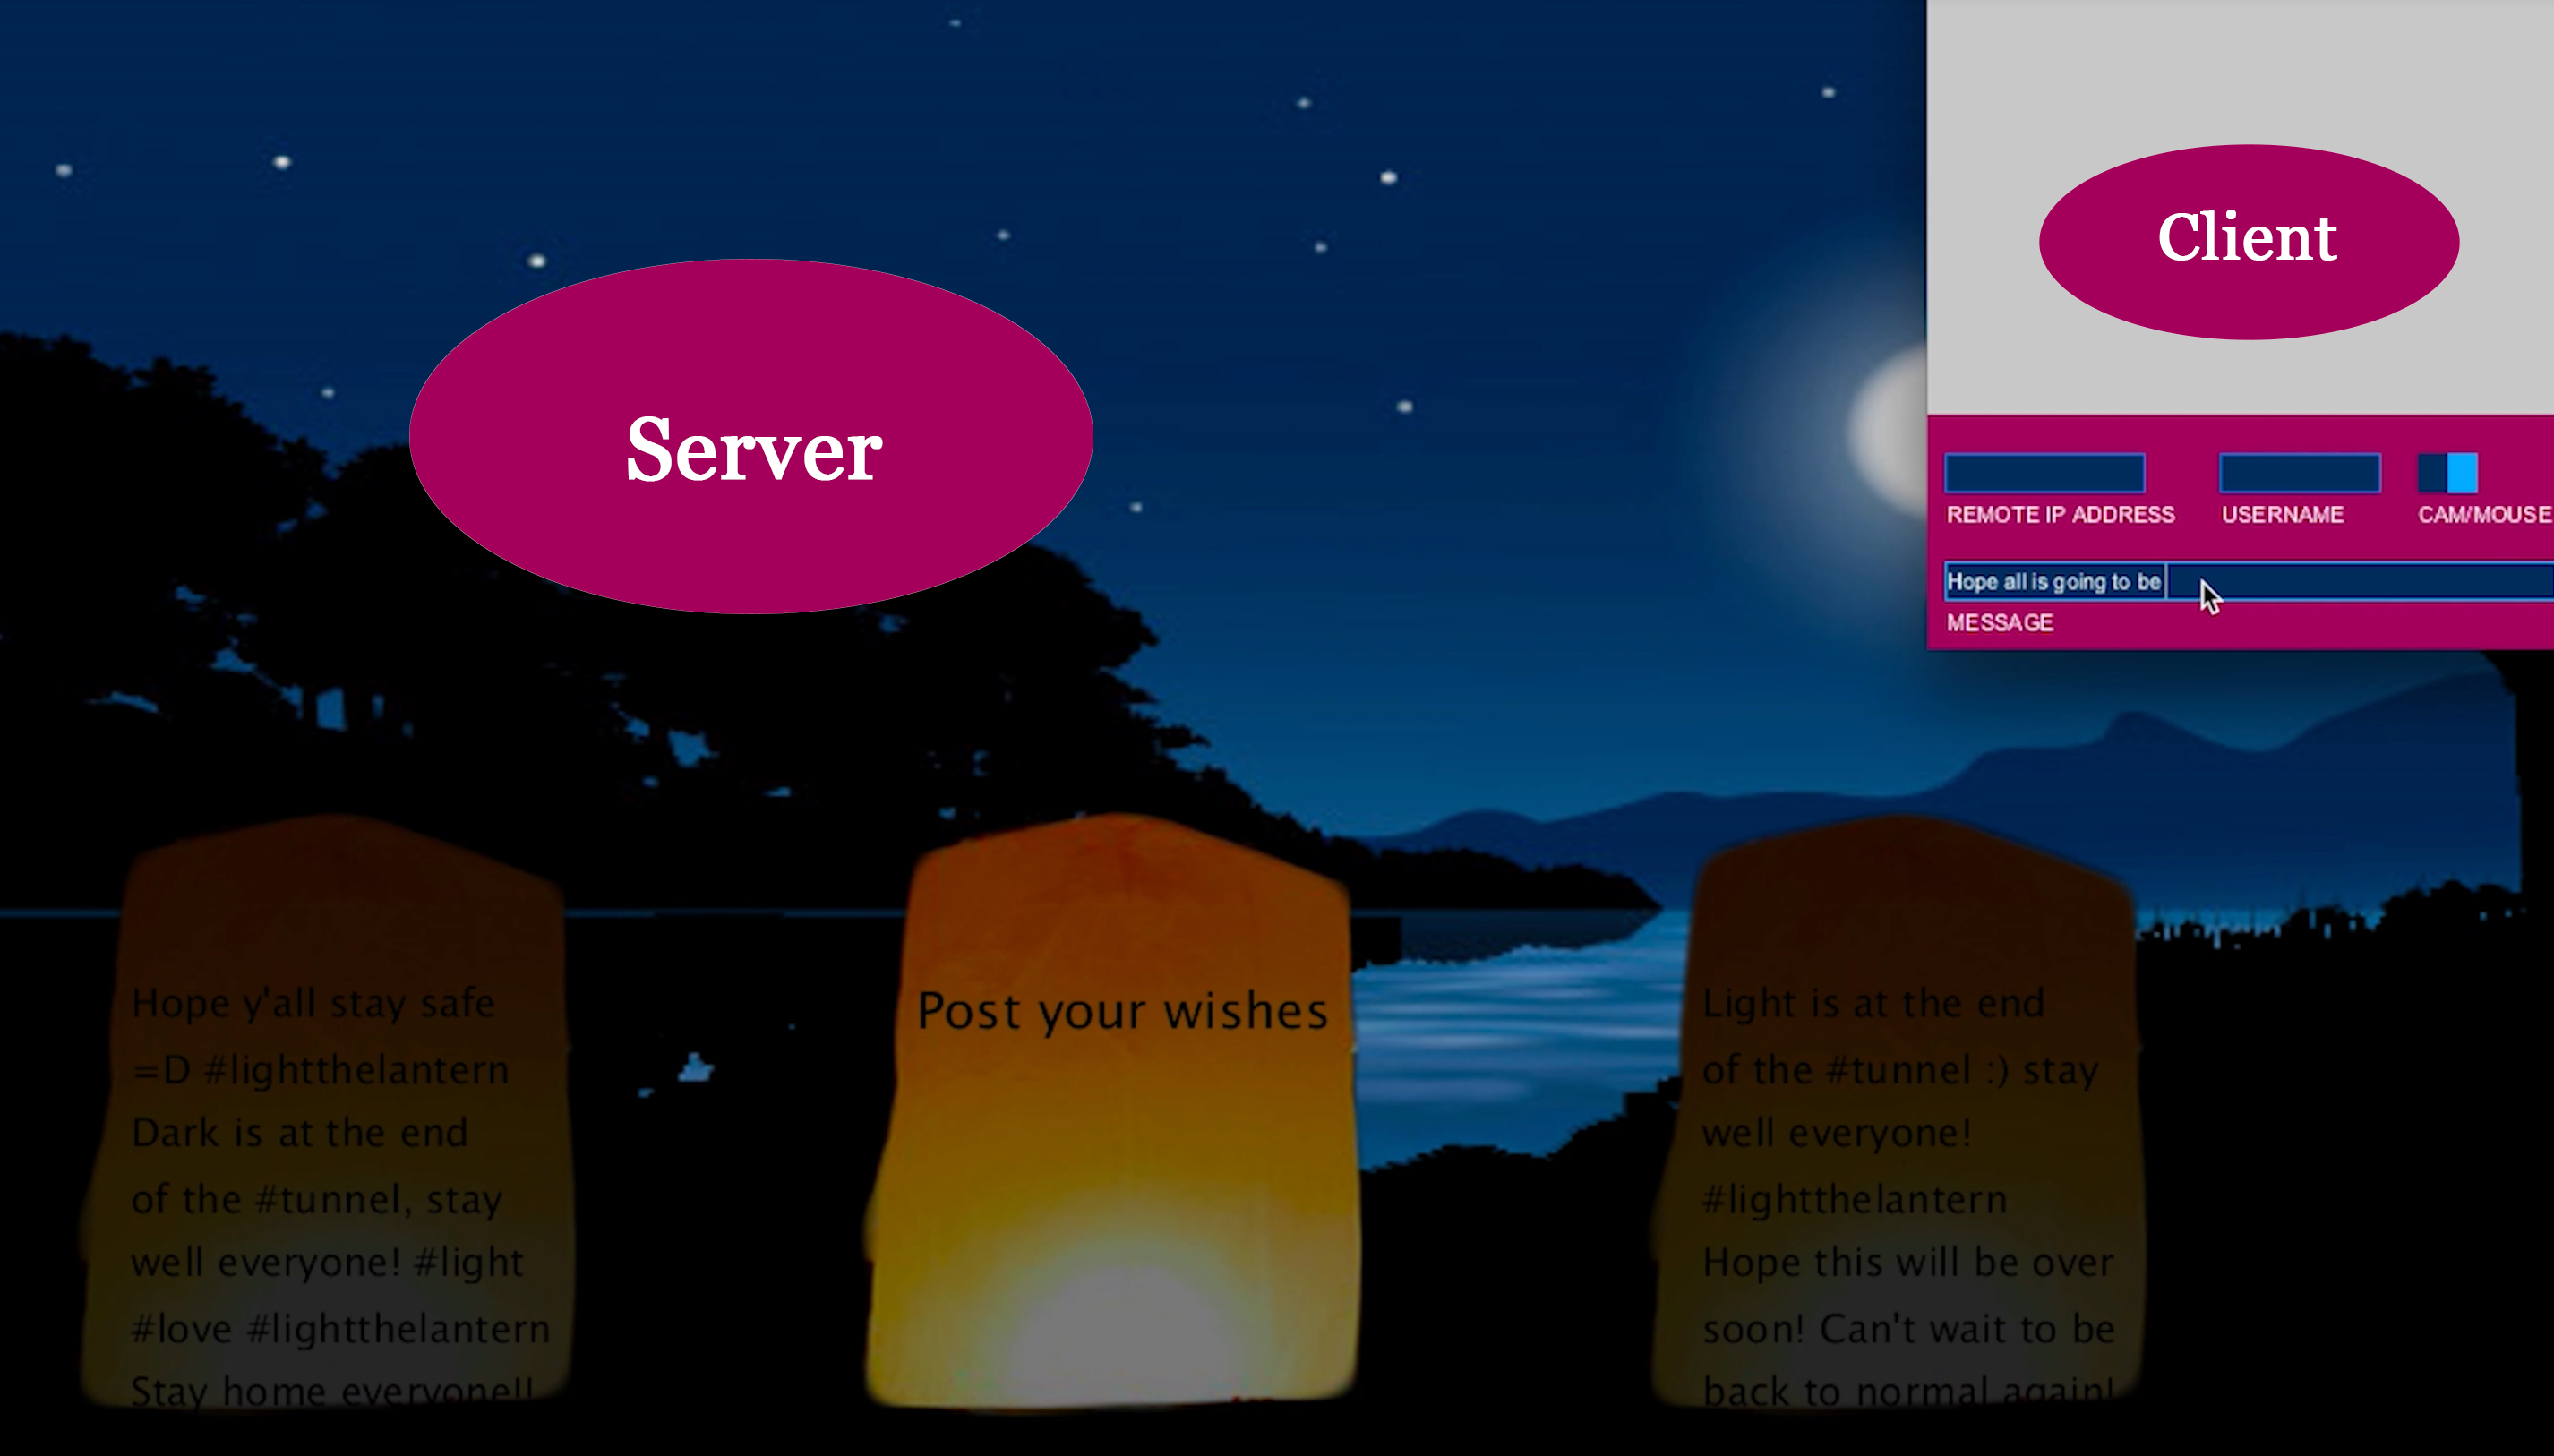 Client
Server
REMOTE IP ADDRESS
USERNAME
CAM/MOUSE
Hope all is going to be
MESSAGE
Hope y'all stay safe
=D #lightthelantern
Dark is at the end
of the #tunnel, stay
well everyone! #light
#love #lightthelantern
Stay home everyone!!
Post your wishes
Light is at the end
of the #tunnel :) stay
well everyone!
#lightthelantern
Hope this will be over
soon! Can't wait to be
back to normal again!